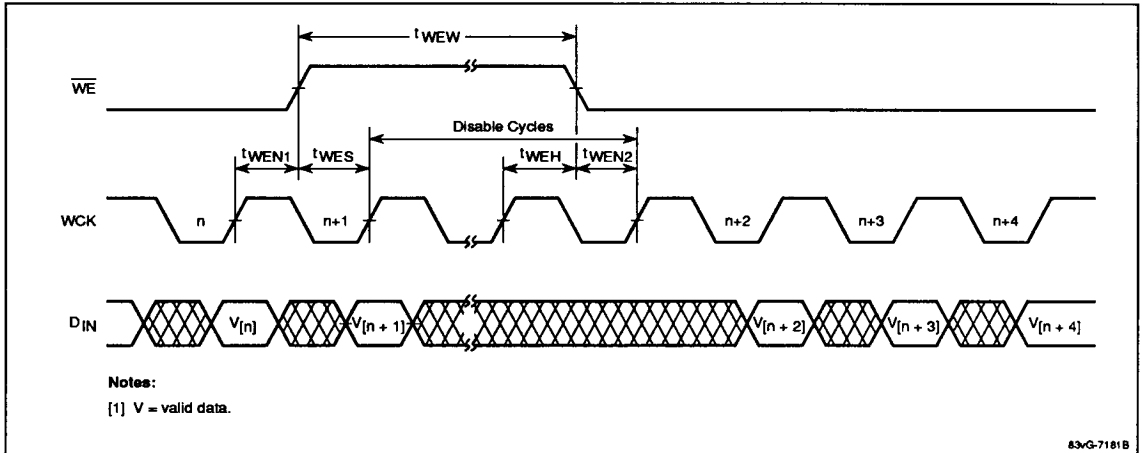 tWEW
WE
Disable Cycles
tWEN1 tWES tWEH tWEN2
WCK n n+1 n+2 n+3 n+4
DIN V[n] V[n + 1] V[n + 2] V[n + 3] V[n + 4]
Notes:
[1] V = valid data.
83vG-7181B